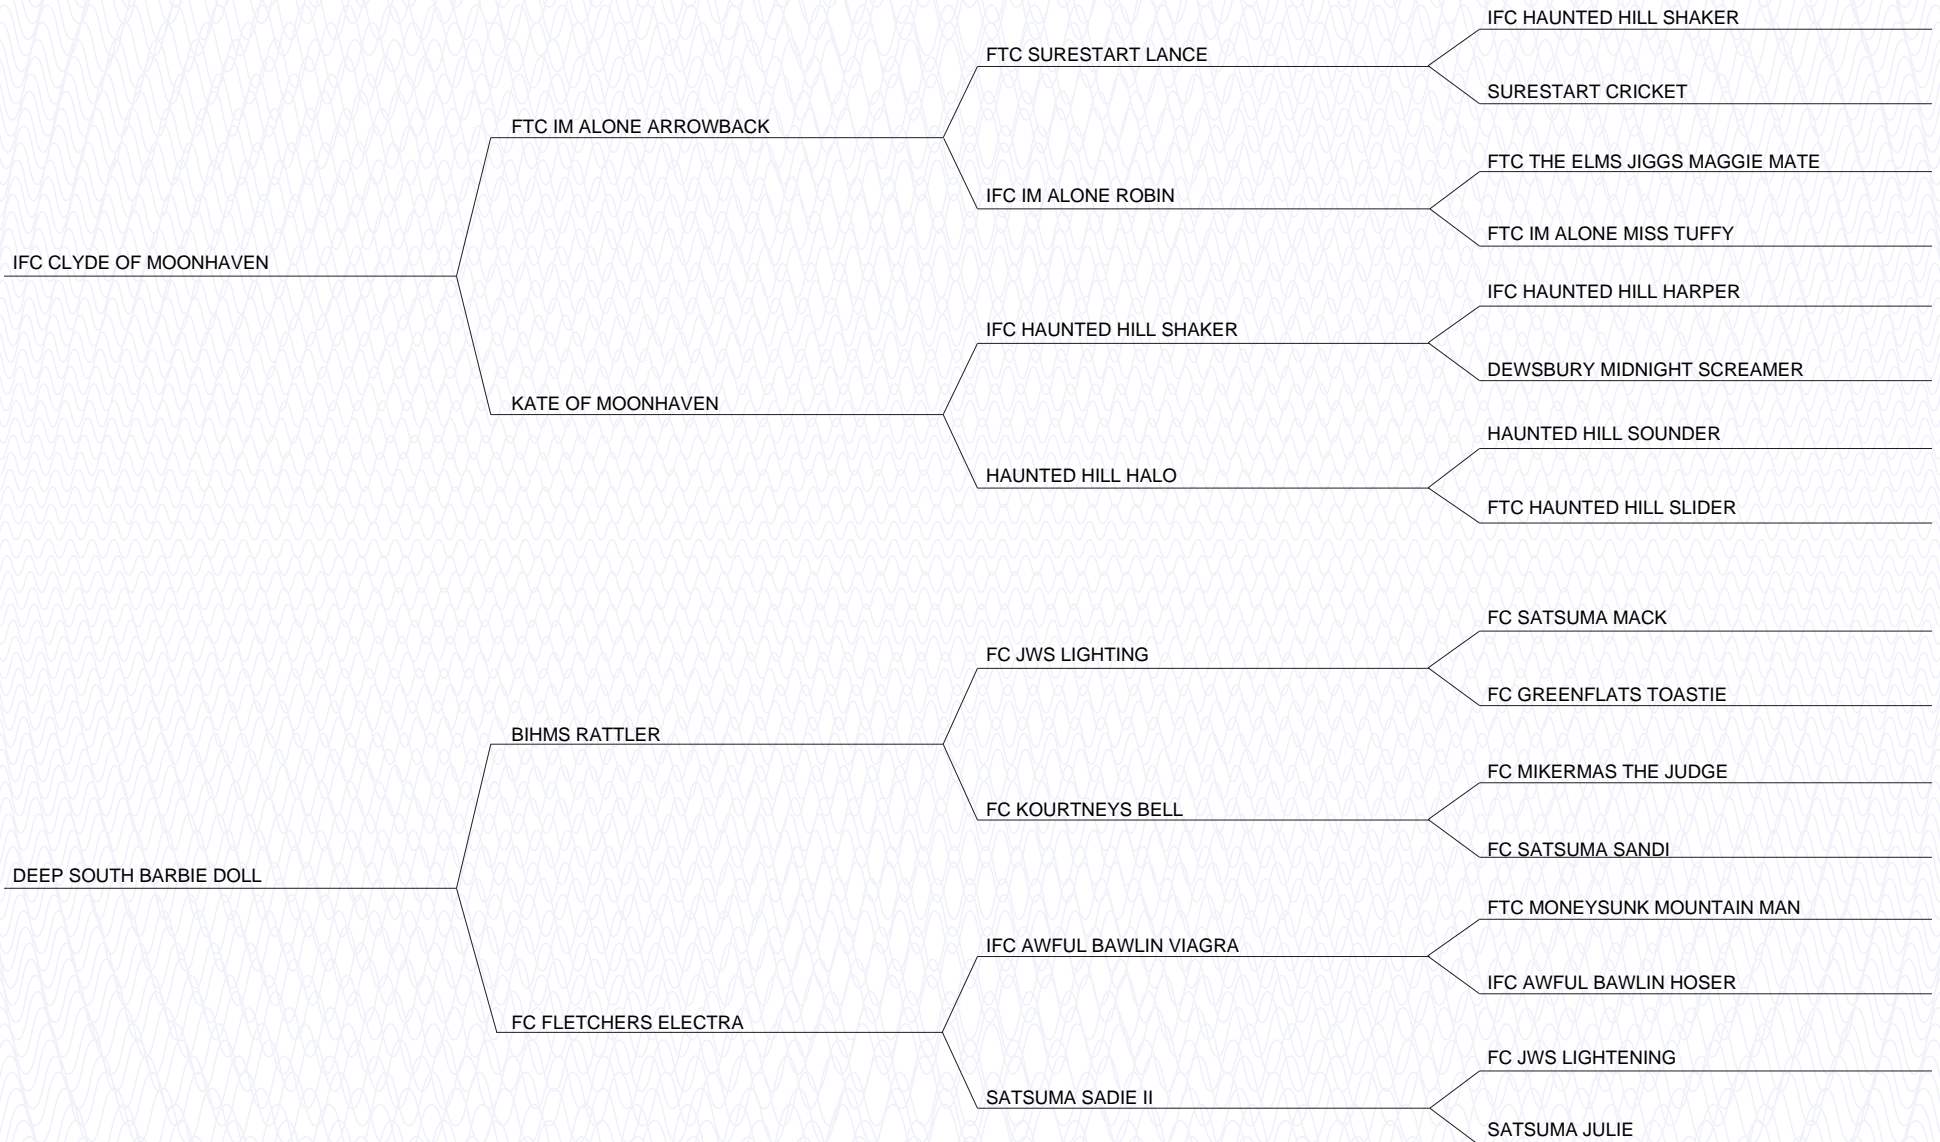 IFC HAUNTED HILL SHAKER
FTC SURESTART LANCE
SURESTART CRICKET
FTC IM ALONE ARROWBACK
FTC THE ELMS JIGGS MAGGIE MATE
IFC IM ALONE ROBIN
FTC IM ALONE MISS TUFFY
IFC CLYDE OF MOONHAVEN
IFC HAUNTED HILL HARPER
IFC HAUNTED HILL SHAKER
DEWSBURY MIDNIGHT SCREAMER
KATE OF MOONHAVEN
HAUNTED HILL SOUNDER
HAUNTED HILL HALO
FTC HAUNTED HILL SLIDER
FC SATSUMA MACK
FC JWS LIGHTING
FC GREENFLATS TOASTIE
BIHMS RATTLER
FC MIKERMAS THE JUDGE
FC KOURTNEYS BELL
FC SATSUMA SANDI
DEEP SOUTH BARBIE DOLL
FTC MONEYSUNK MOUNTAIN MAN
IFC AWFUL BAWLIN VIAGRA
IFC AWFUL BAWLIN HOSER
FC FLETCHERS ELECTRA
FC JWS LIGHTENING
SATSUMA SADIE II
SATSUMA JULIE